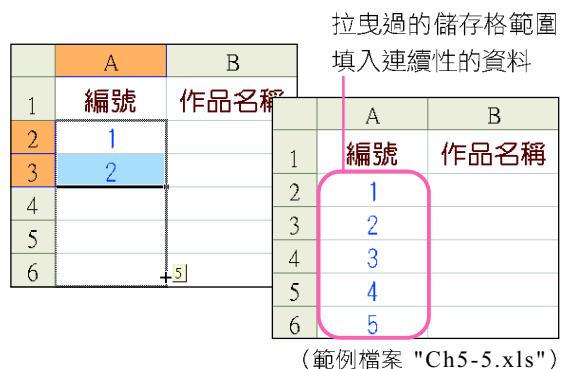 拉曳過的儲存格範圍
填入連續性的資料
A B
1 編號 作品名稱
2 1
3 2
4
5
6 5
A B
1 編號 作品名稱
2 1
3 2
4 3
5 4
6 5
（範例檔案 "Ch5-5.xls"）